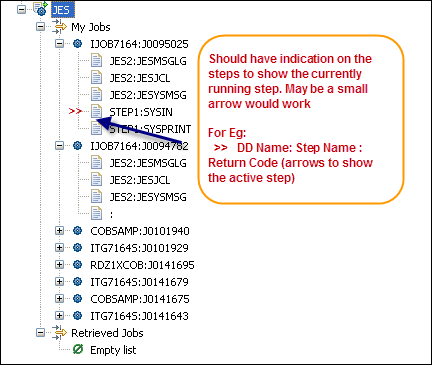 JES
My Jobs
IJOB7164:J0095025
JES2:JESMSGLG
JES2:JESJCL
JES2:JESYSMSG
>> STEP1:SYSIN
STEP1:SYSPRINT
IJOB7164:J0094762
JES2:JESMSGLG
JES2:JESJCL
JES2:JESYSMSG
:
COBSAMP:J0101940
ITG7164S:J0101929
RDZ1XCOB:J0141695
ITG7164S:J0141679
COBSAMP:J0141675
ITG7164S:J0141643
Retrieved Jobs
Empty list
Should have indication on the
steps to show the currently
running step. May be a small
arrow would work
For Eg:
>> DD Name: Step Name :
Return Code (arrows to show
the active step)